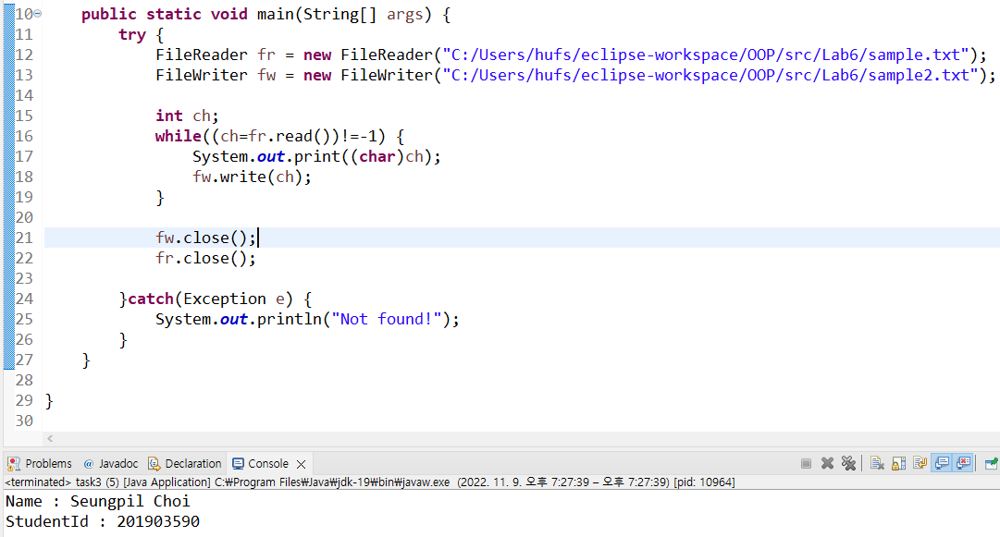 10 public static void main(String[] args) {
11 try {
12 FileReader fr = new FileReader("C:/Users/hufs/eclipse-workspace/OOP/src/Lab6/sample.txt");
13 FileWriter fw = new FileWriter("C:/Users/hufs/eclipse-workspace/OOP/src/Lab6/sample2.txt");
14
15 int ch;
16 while((ch=fr.read())!=-1) {
17 System.out.print((char)ch);
18 fw.write(ch);
19 }
20
21 fw.close();
22 fr.close();
23
24 }catch(Exception e) {
25 System.out.println("Not found!");
26 }
27 }
28
29 }
30
Problems @ Javadoc Declaration Console
<terminated> task3 (5) [Java Application] C:₩Program Files₩Java₩jdk-19₩bin₩javaw.exe (2022. 11. 9. 오후 7:27:39 – 오후 7:27:39) [pid: 10964]
Name : Seungpil Choi
StudentId : 201903590